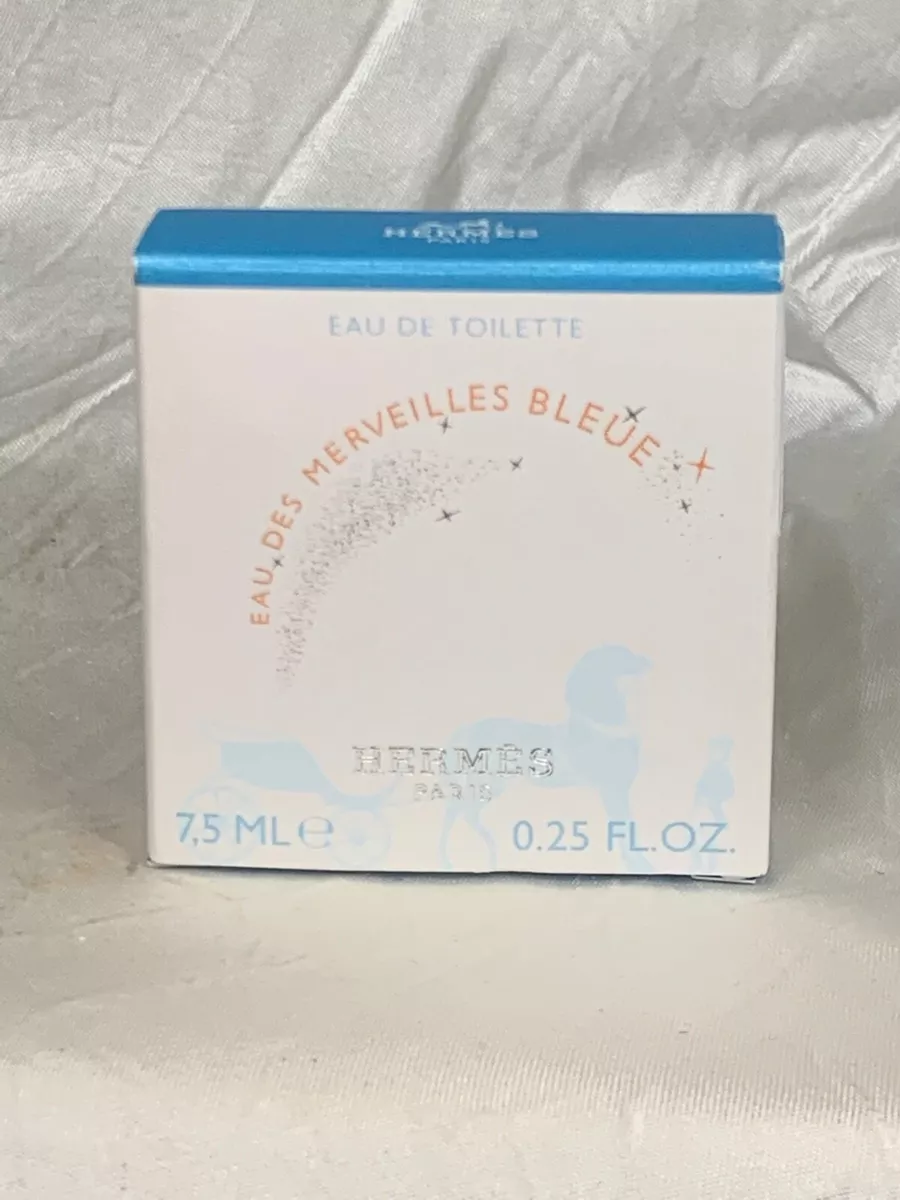 HERMÈS
PARIS
EAU DE TOILETTE
EAU DES MERVEILLES BLEUE
HERMÈS
PARIS
7,5 ML ℮
0.25 FL.OZ.